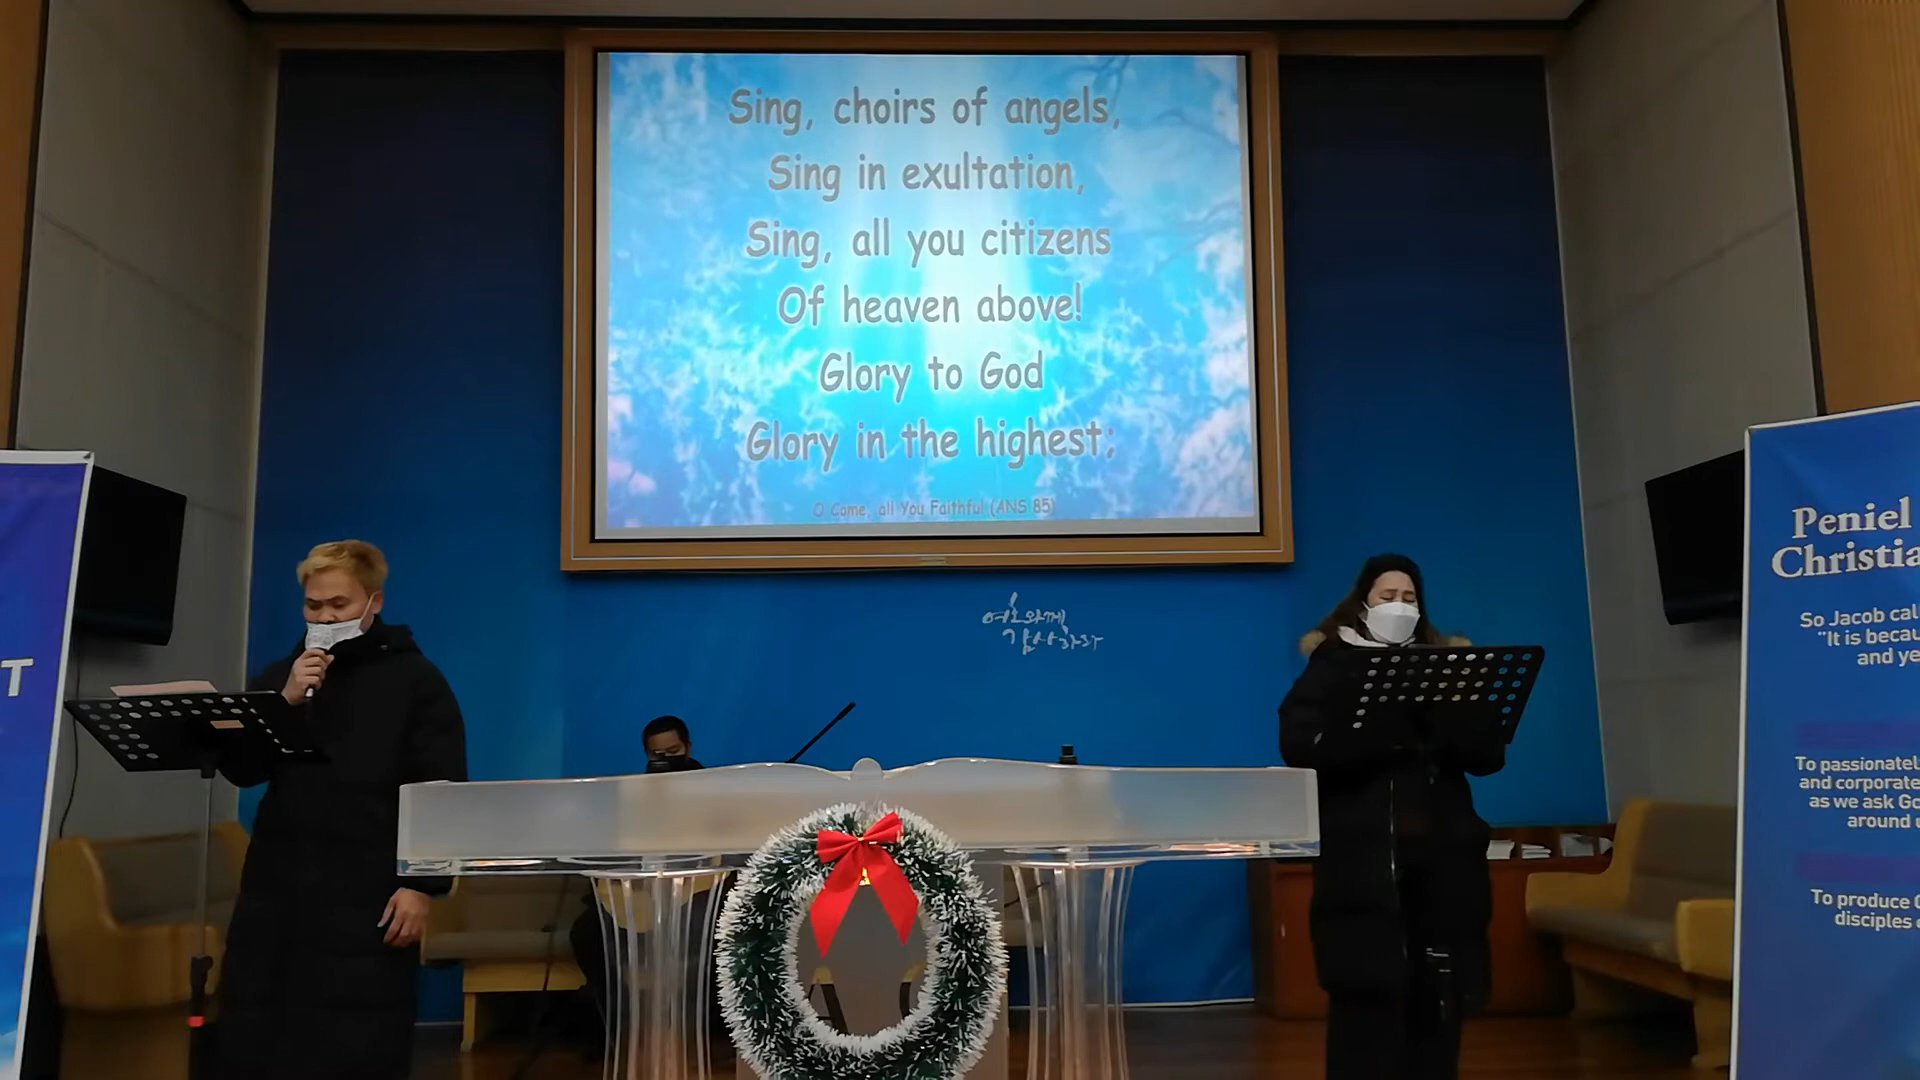 Sing, choirs of angels,
Sing in exultation,
Sing, all you citizens
Of heaven above!
Glory to God
Glory in the highest;
O Come, all You Faithful (ANS 85)
여호와께
감사하라
T
Peniel
Christia
So Jacob cal
"It is becau
and ye
To passionatel
and corporate
as we ask Go
around u
To produce
disciples